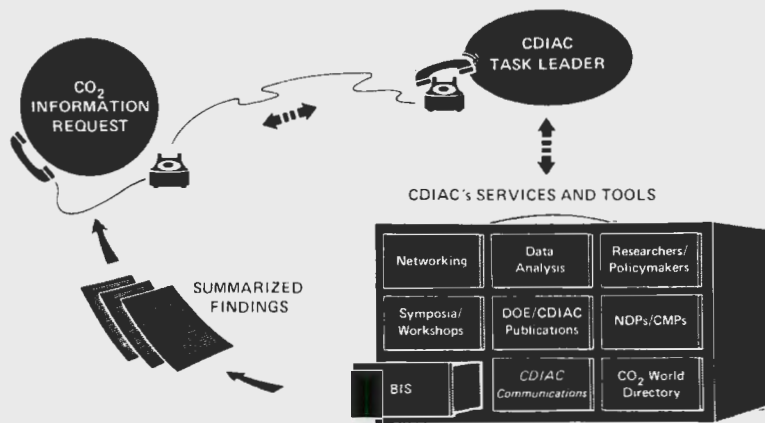 CO2
INFORMATION
REQUEST
CDIAC
TASK LEADER
CDIAC's SERVICES AND TOOLS
Networking
Data
Analysis
Researchers/
Policymakers
Symposia/
Workshops
DOE/CDIAC
Publications
NDPs/CMPs
BIS
CDIAC
Communications
CO2 World
Directory
SUMMARIZED
FINDINGS